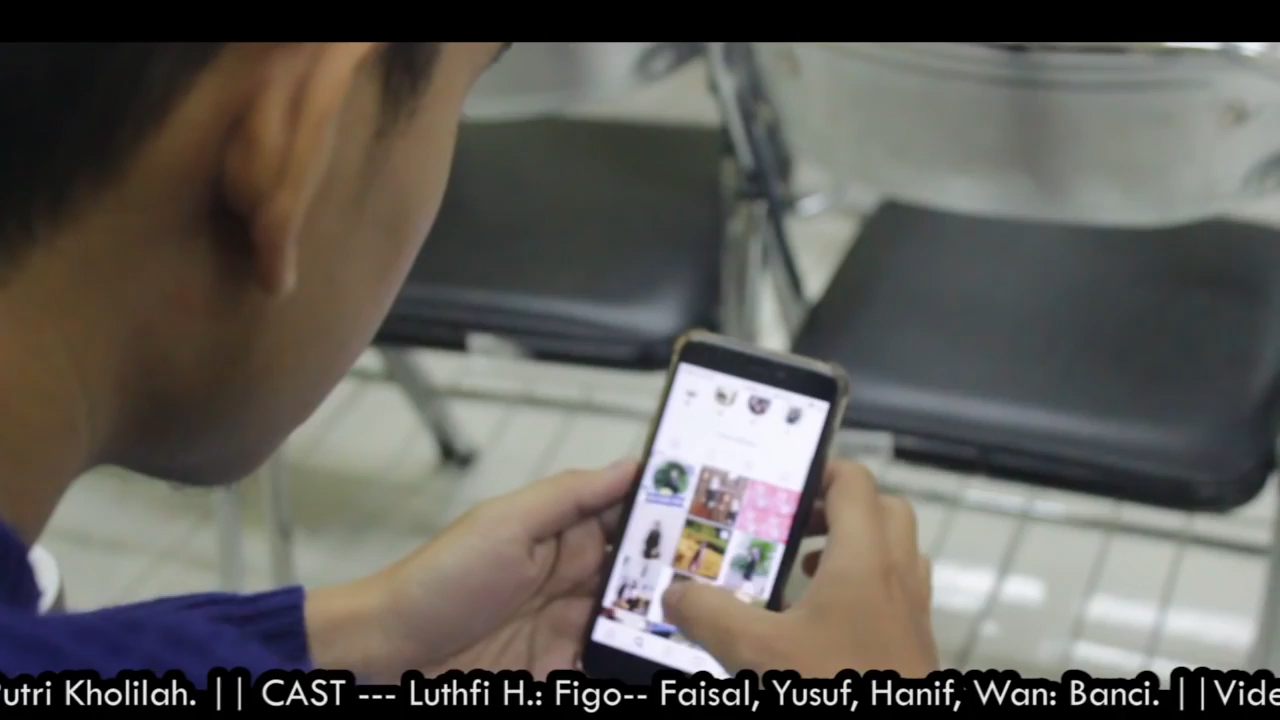 utri Kholilah. || CAST --- Luthfi H.: Figo-- Faisal, Yusuf, Hanif, Wan: Banci. ||Vide